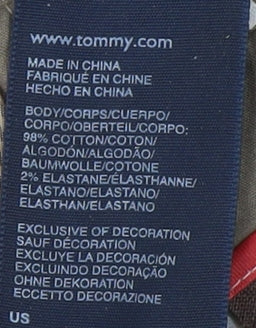 www.tommy.com
MADE IN CHINA
FABRIQUÉ EN CHINE
HECHO EN CHINA
BODY/CORPS/CUERPO/
CORPO/OBERTEIL/CORPO:
98% COTTON/COTON/
ALGODÓN/ALGODÃO/
BAUMWOLLE/COTONE
2% ELASTANE/ÉLASTHANNE/
ELASTANO/ELASTANO/
ELASTHAN/ELASTANO
EXCLUSIVE OF DECORATION
SAUF DÉCORATION
EXCLUYE LA DECORACIÓN
EXCLUINDO DECORAÇÃO
OHNE DEKORATION
ECCETTO DECORAZIONE
US